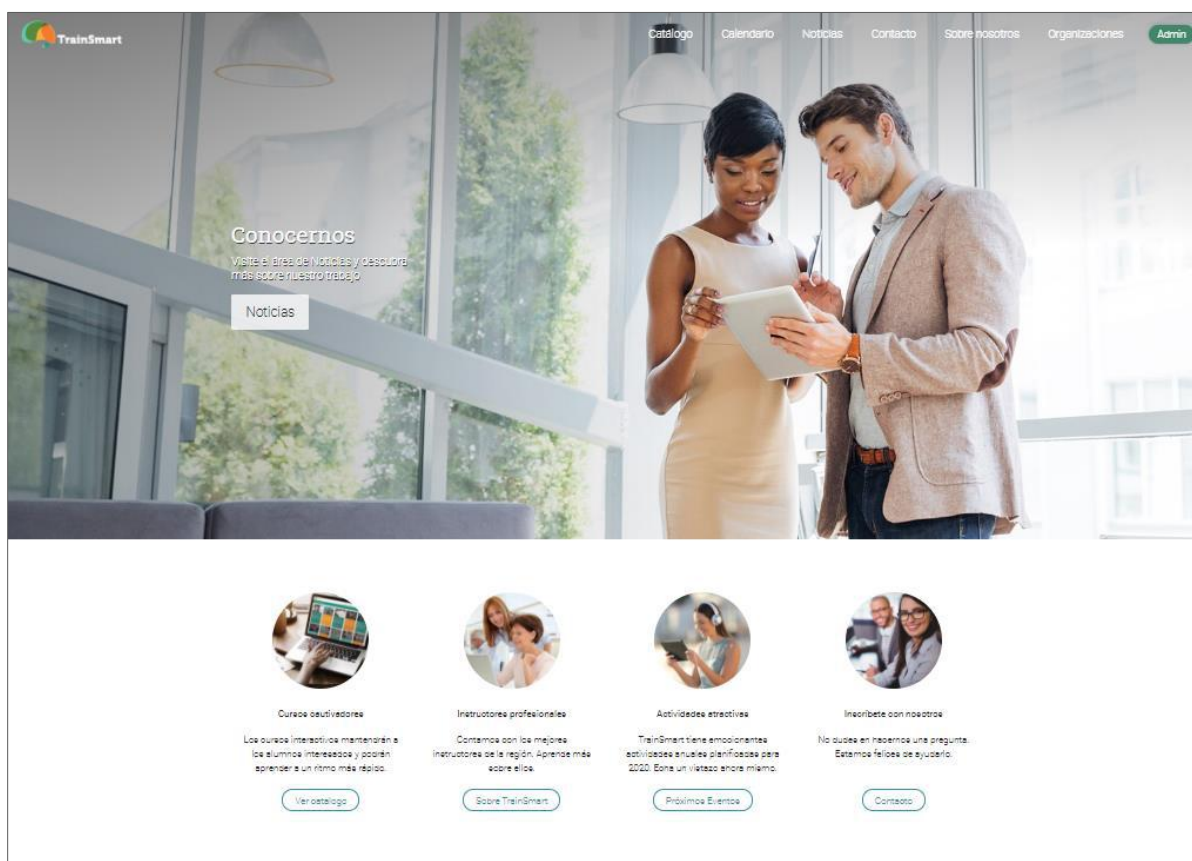 TrainSmart
Catálogo
Calendario
Noticias
Contacto
Sobre nosotros
Organizaciones
Admin
Conocernos
Visite el área de Noticias y descubra
más sobre nuestro trabajo
Noticias
Cursos cautivadores
Los cursos interactivos mantendrán a
los alumnos interesados y podrán
aprender a un ritmo más rápido.
Ver catálogo
Instructores profesionales
Contamos con los mejores
instructores de la región. Aprende más
sobre ellos.
Sobre TrainSmart
Actividades atractivas
TrainSmart tiene emocionantes
actividades anuales planificadas para
2020. Echa un vistazo ahora mismo.
Próximos Eventos
Inscríbete con nosotros
No dudes en hacernos una pregunta.
Estamos felices de ayudarlo.
Contacto